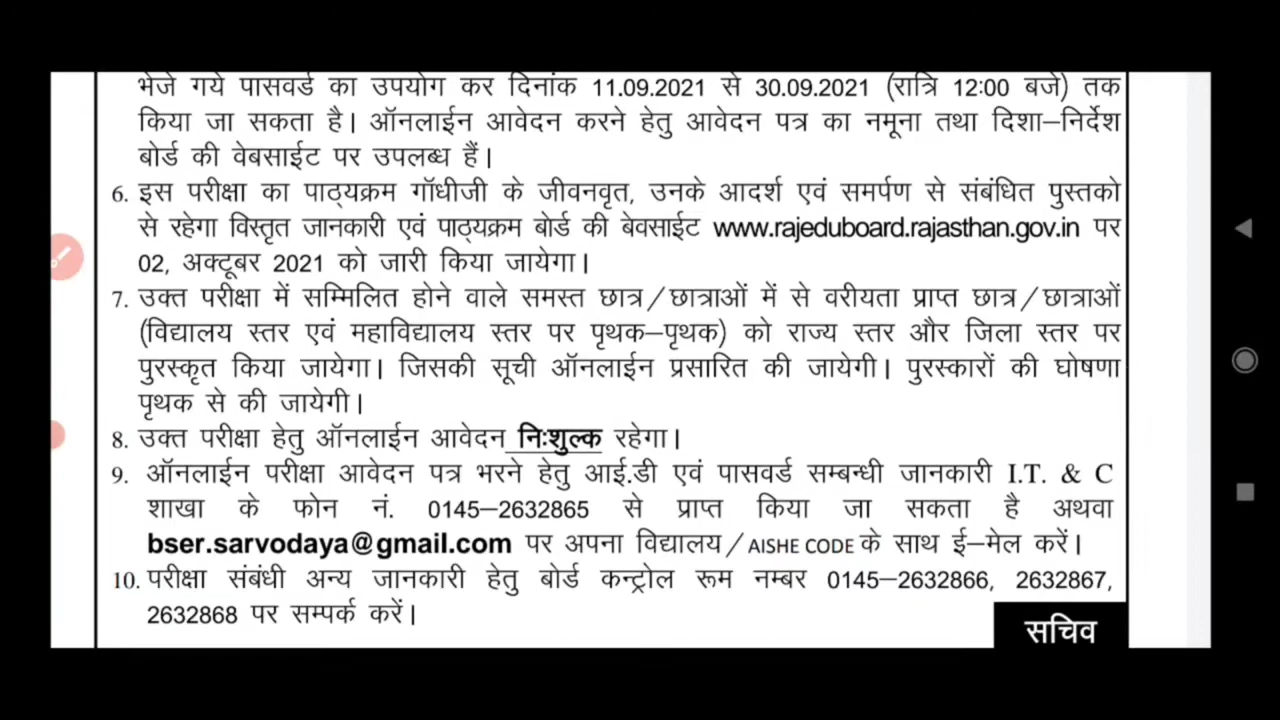 भेजे गये पासवर्ड का उपयोग कर दिनांक 11.09.2021 से 30.09.2021 (रात्रि 12:00 बजे) तक
किया जा सकता है। ऑनलाईन आवेदन करने हेतु आवेदन पत्र का नमूना तथा दिशा–निर्देश
बोर्ड की वेबसाईट पर उपलब्ध हैं।
6. इस परीक्षा का पाठ्यक्रम गॉधीजी के जीवनवृत, उनके आदर्श एवं समर्पण से संबंधित पुस्तको
से रहेगा विस्तृत जानकारी एवं पाठ्यक्रम बोर्ड की बेवसाईट www.rajeduboard.rajasthan.gov.in पर
02, अक्टूबर 2021 को जारी किया जायेगा।
7. उक्त परीक्षा में सम्मिलित होने वाले समस्त छात्र/छात्राओं में से वरीयता प्राप्त छात्र/छात्राओं
(विद्यालय स्तर एवं महाविद्यालय स्तर पर पृथक–पृथक) को राज्य स्तर और जिला स्तर पर
पुरस्कृत किया जायेगा। जिसकी सूची ऑनलाईन प्रसारित की जायेगी। पुरस्कारों की घोषणा
पृथक से की जायेगी।
8. उक्त परीक्षा हेतु ऑनलाईन आवेदन निःशुल्क रहेगा।
9. ऑनलाईन परीक्षा आवेदन पत्र भरने हेतु आई.डी एवं पासवर्ड सम्बन्धी जानकारी I.T. & C
शाखा के फोन नं. 0145–2632865 से प्राप्त किया जा सकता है अथवा
bser.sarvodaya@gmail.com पर अपना विद्यालय/AISHE CODE के साथ ई–मेल करें।
10. परीक्षा संबंधी अन्य जानकारी हेतु बोर्ड कन्ट्रोल रूम नम्बर 0145–2632866, 2632867,
2632868 पर सम्पर्क करें।
सचिव